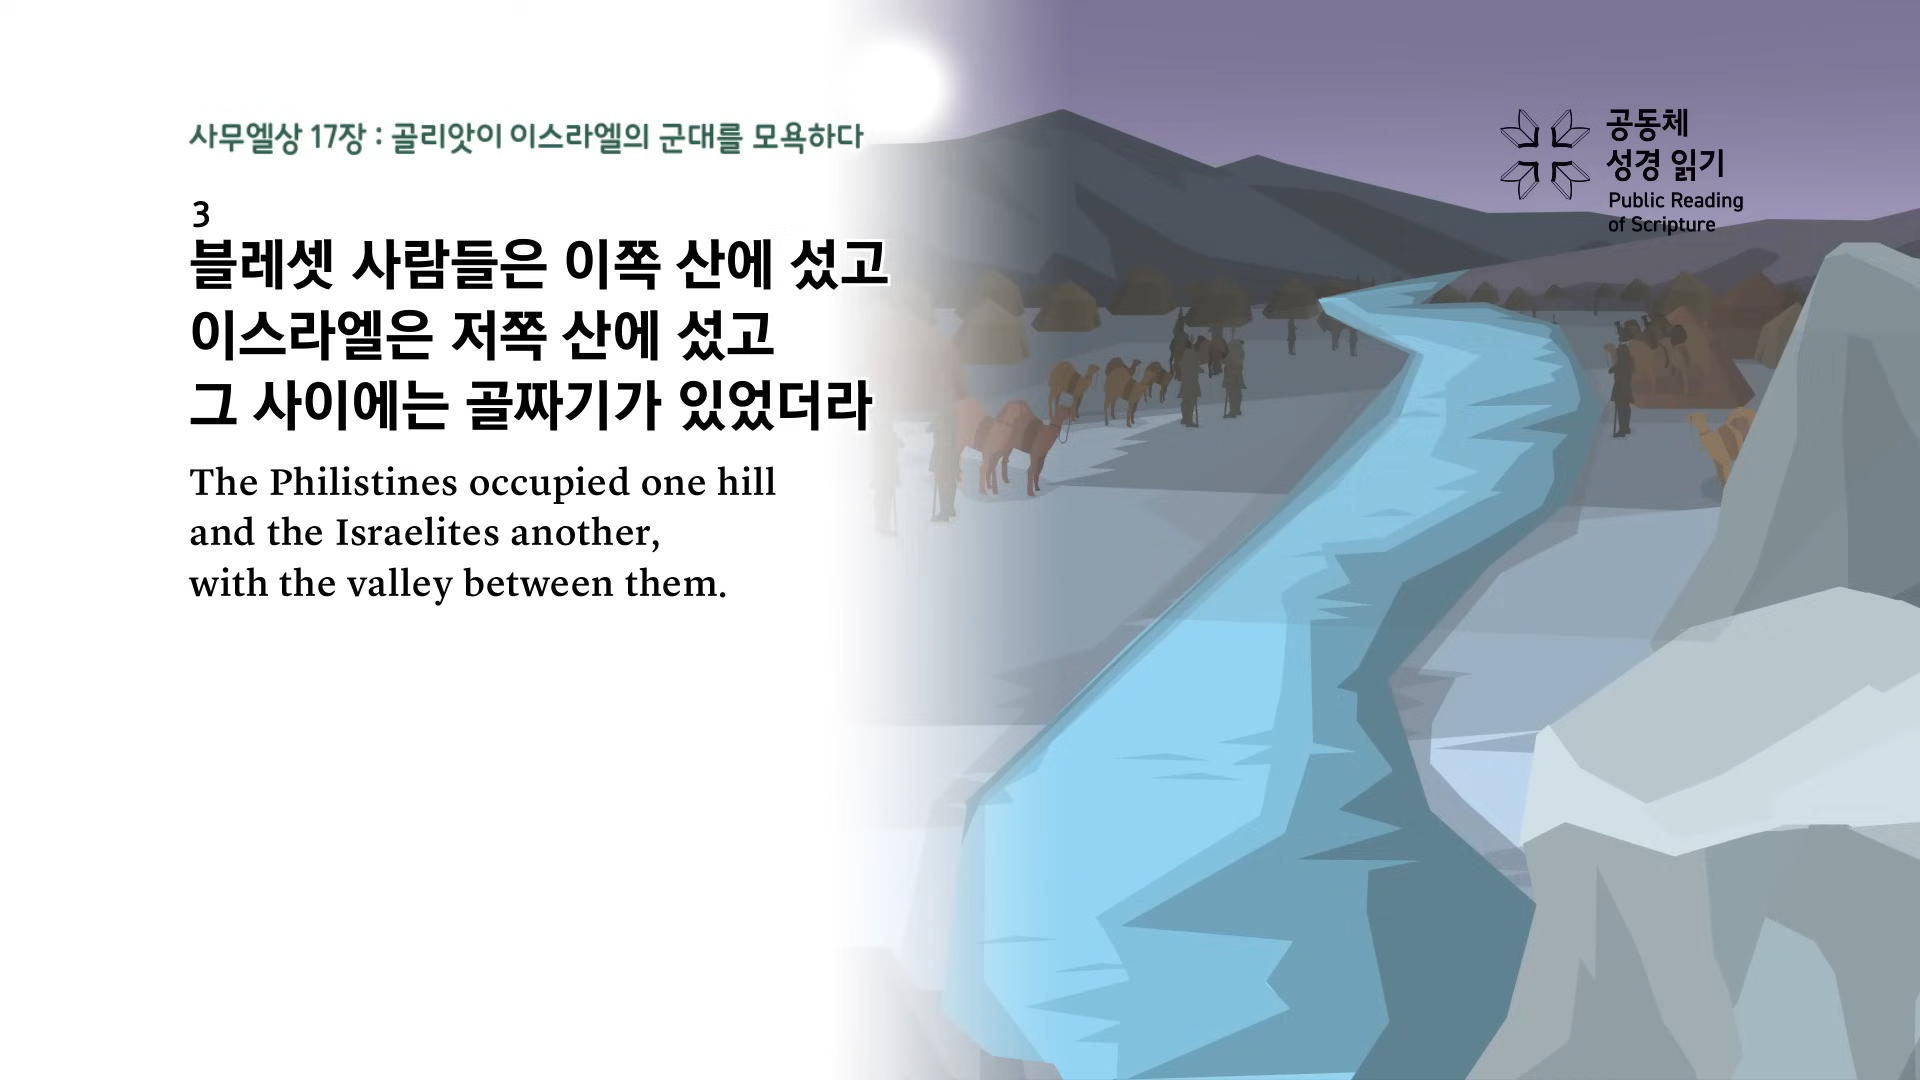 사무엘상 17장 : 골리앗이 이스라엘의 군대를 모욕하다
3
블레셋 사람들은 이쪽 산에 섰고
이스라엘은 저쪽 산에 섰고
그 사이에는 골짜기가 있었더라
The Philistines occupied one hill
and the Israelites another,
with the valley between them.
공동체
성경 읽기
Public Reading
of Scripture